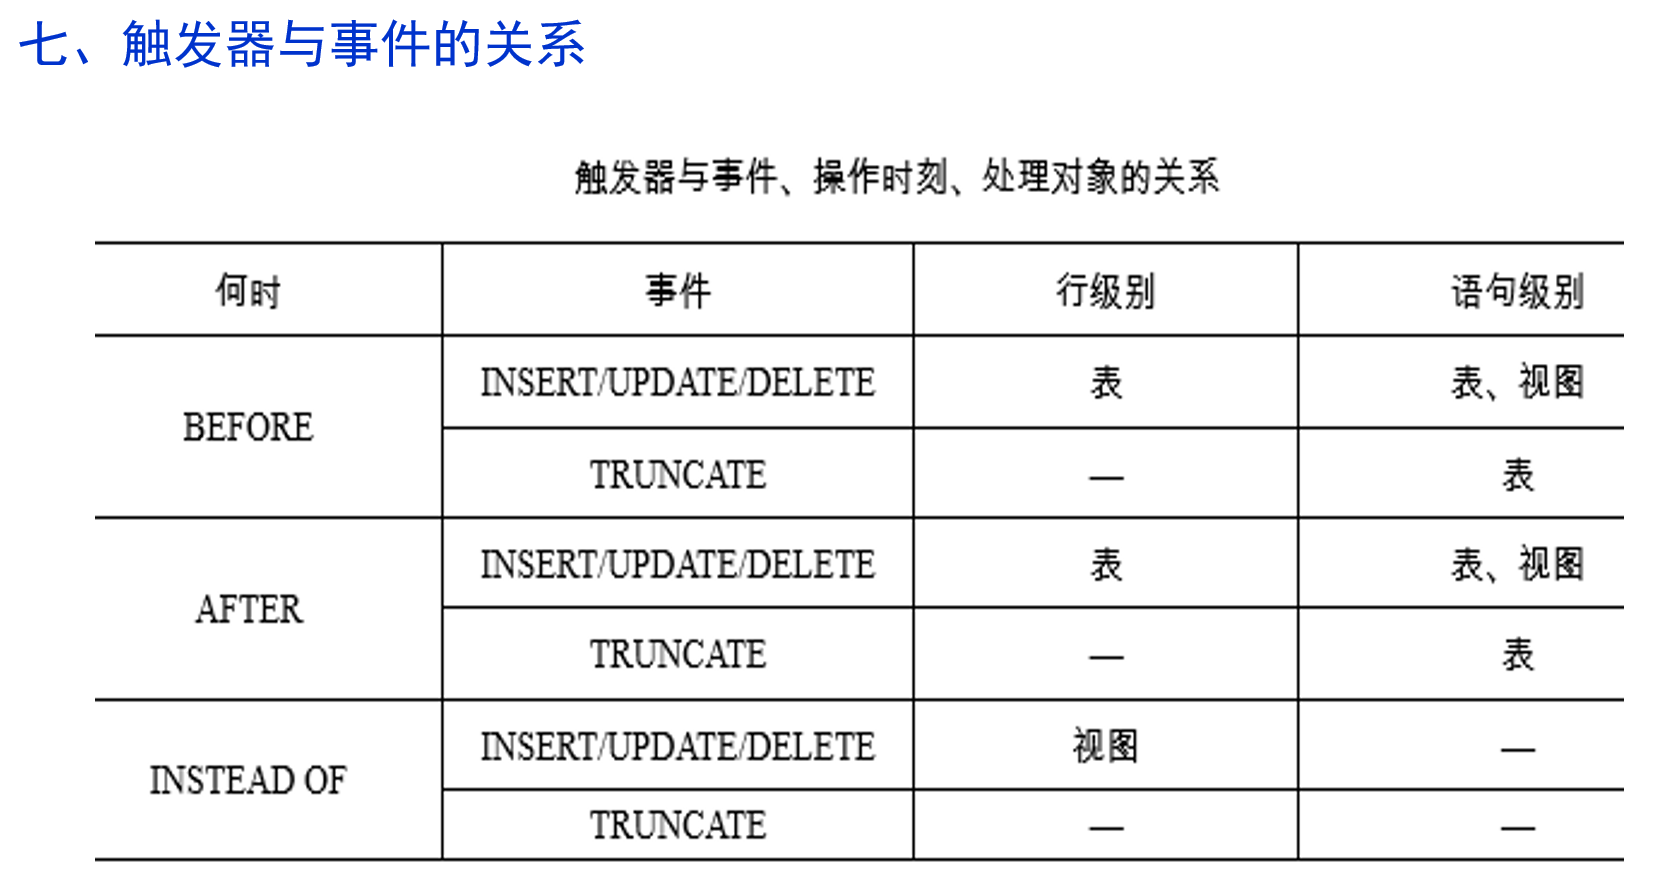 七、触发器与事件的关系
触发器与事件、操作时刻、处理对象的关系
何时 事件 行级别 语句级别
BEFORE INSERT/UPDATE/DELETE 表 表、视图
TRUNCATE — 表
AFTER INSERT/UPDATE/DELETE 表 表、视图
TRUNCATE — 表
INSTEAD OF INSERT/UPDATE/DELETE 视图 —
TRUNCATE — —